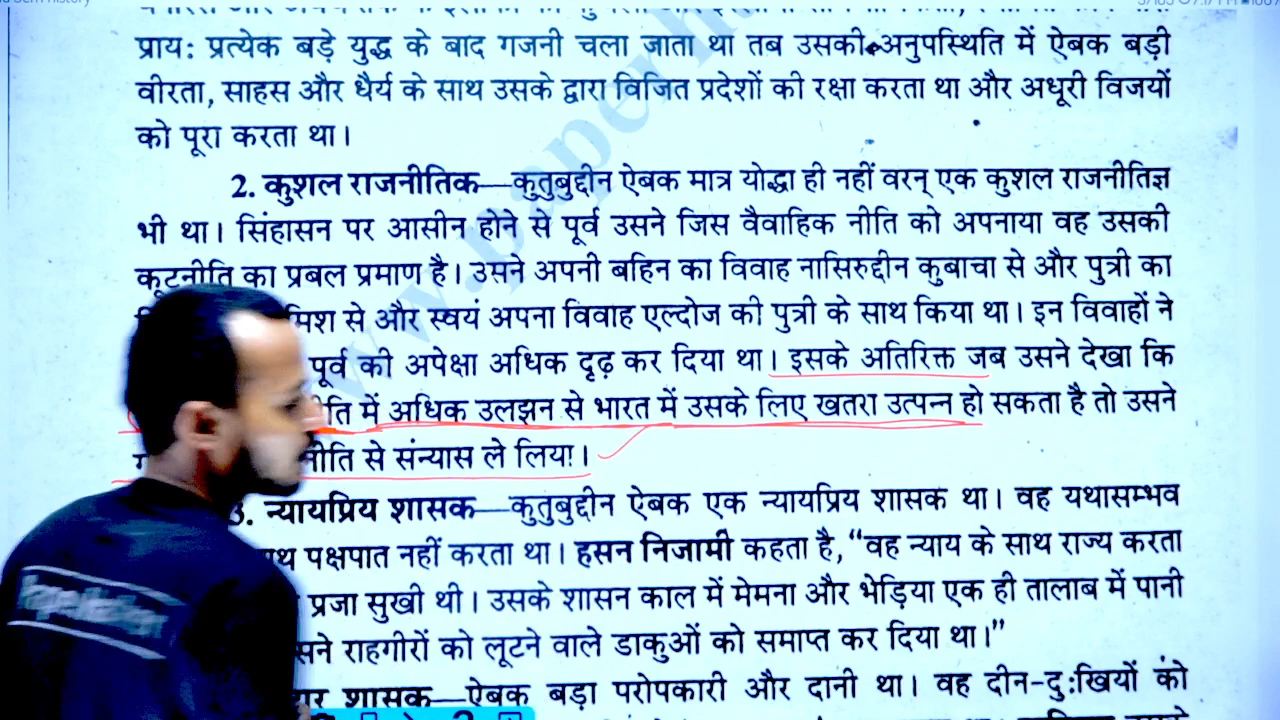 प्राय: प्रत्येक बड़े युद्ध के बाद गजनी चला जाता था तब उसकी अनुपस्थिति में ऐबक बड़ी
वीरता, साहस और धैर्य के साथ उसके द्वारा विजित प्रदेशों की रक्षा करता था और अधूरी विजयों
को पूरा करता था।
2. कुशल राजनीतिक—कुतुबुद्दीन ऐबक मात्र योद्धा ही नहीं वरन् एक कुशल राजनीतिज्ञ
भी था। सिंहासन पर आसीन होने से पूर्व उसने जिस वैवाहिक नीति को अपनाया वह उसकी
कूटनीति का प्रबल प्रमाण है। उसने अपनी बहिन का विवाह नासिरुद्दीन कुबाचा से और पुत्री का
मिश से और स्वयं अपना विवाह एल्दोज की पुत्री के साथ किया था। इन विवाहों ने
पूर्व की अपेक्षा अधिक दृढ़ कर दिया था। इसके अतिरिक्त जब उसने देखा कि
ति में अधिक उलझन से भारत में उसके लिए खतरा उत्पन्न हो सकता है तो उसने
नीति से संन्यास ले लिया।
3. न्यायप्रिय शासक—कुतुबुद्दीन ऐबक एक न्यायप्रिय शासक था। वह यथासम्भव
पक्षपात नहीं करता था। हसन निजामी कहता है, “वह न्याय के साथ राज्य करता
प्रजा सुखी थी। उसके शासन काल में मेमना और भेड़िया एक ही तालाब में पानी
सने राहगीरों को लूटने वाले डाकुओं को समाप्त कर दिया था।”
शासक—ऐबक बड़ा परोपकारी और दानी था। वह दीन-दु:खियों को